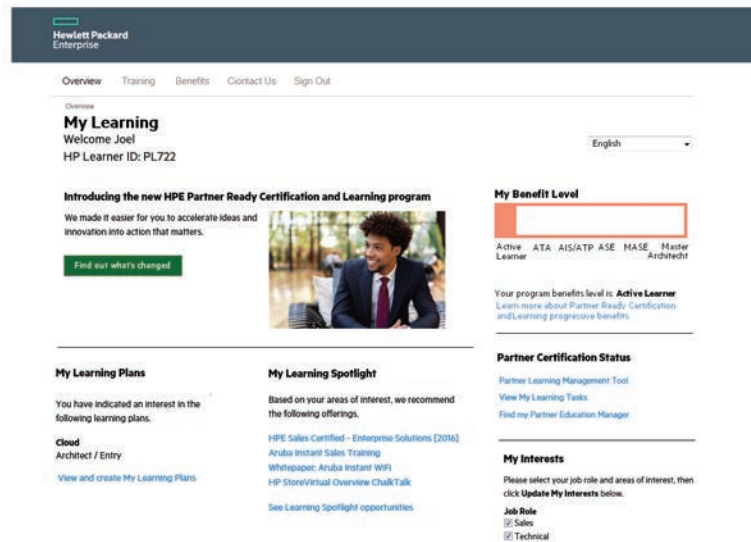 Hewlett Packard
Enterprise
Overview Training Benefits Ciontact Us Sign Out
Overview
My Learning
Welcome Joel
HP Learner ID: PL722
English
Introducing the new HPE Partner Ready Certification and Learning program
We made it easier for you to accelerate ideas and
innovation into action that matters.
Find out what's changed
My Benefit Level
Active ATA AIS/ATP ASE MASE Master
Learner Architecht
Your program benefits level is: Active Learner
Learn more about Partner Ready Certification
and Learning progressive benefits.
My Learning Plans
You have indicated an interest in the
following learning plans.
Cloud
Architect / Entry
View and create My Learning Plans
My Learning Spotlight
Based on your areas of interest, we recommend
the following offerings.
HPE Sales Certified - Enterprise Solutions [2016]
Aruba Instant Sales Training
Whitepaper: Aruba Instant WiFi
HP StoreVirtual Overview ChalkTalk
See Learning Spotlight opportunities
Partner Certification Status
Partner Learning Management Tool
View My Learning Tasks
Find my Partner Education Manager
My Interests
Please select your job role and areas of interest, then
click Update My Interests below.
Job Role
Sales
Technical